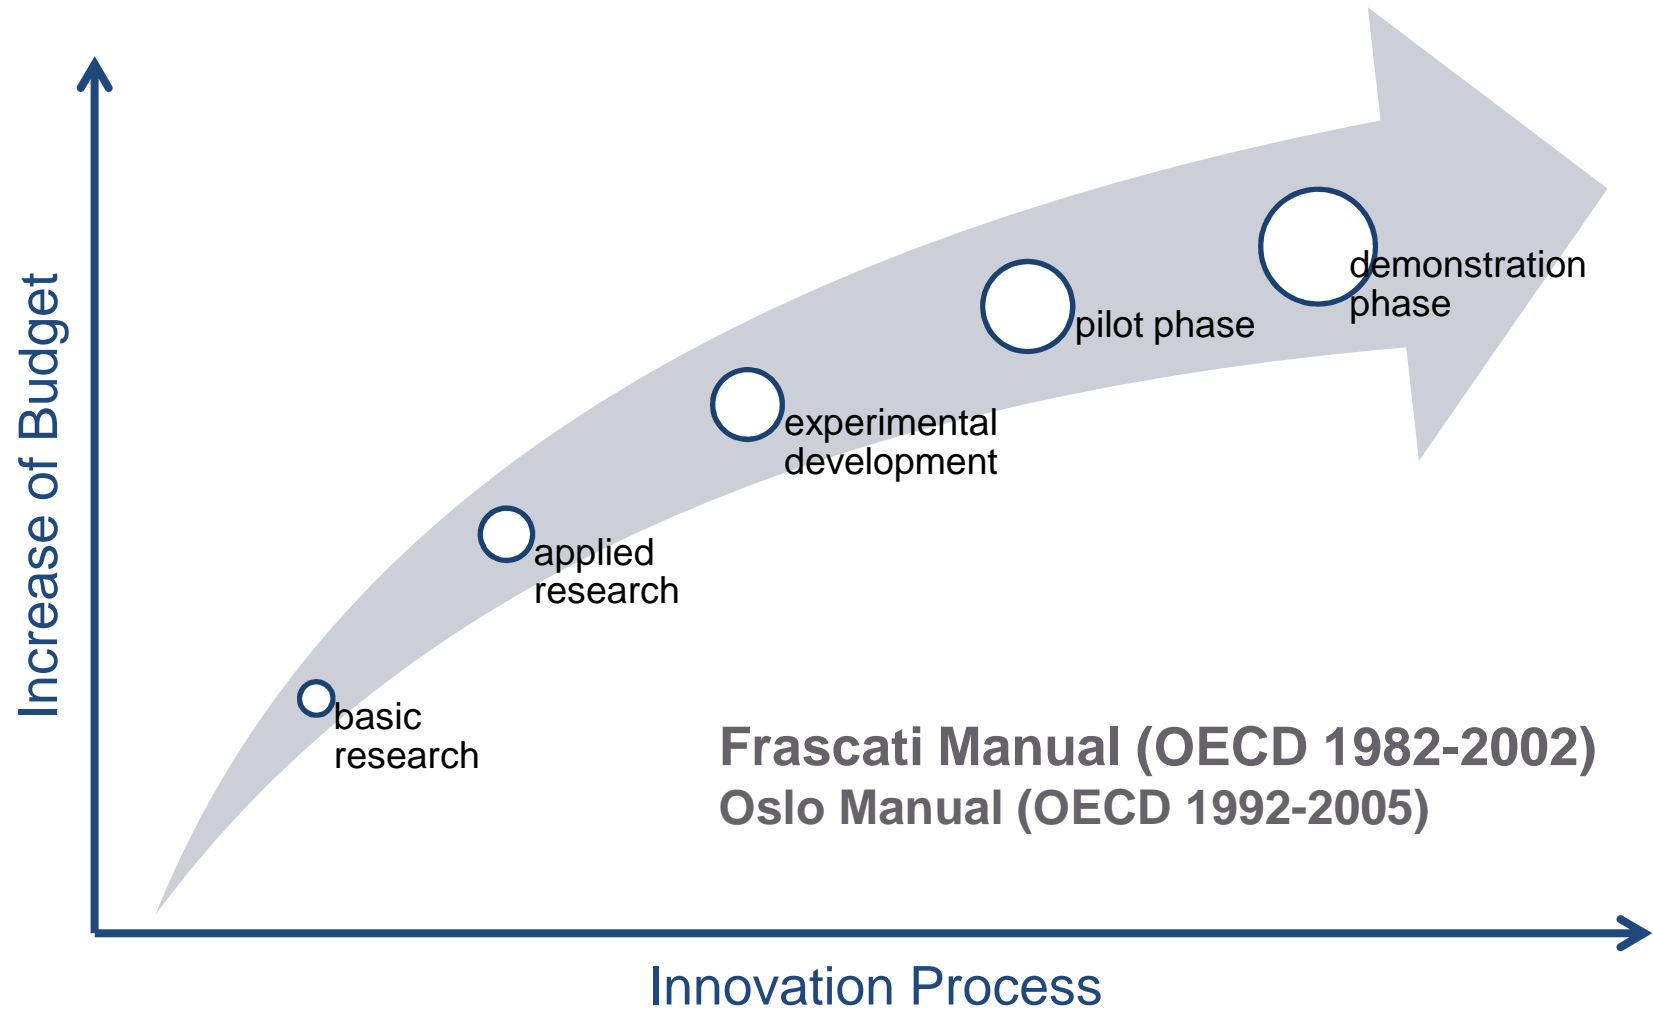 Increase of Budget
demonstration
phase
pilot phase
experimental
development
applied
research
basic
research
Frascati Manual (OECD 1982-2002)
Oslo Manual (OECD 1992-2005)
Innovation Process